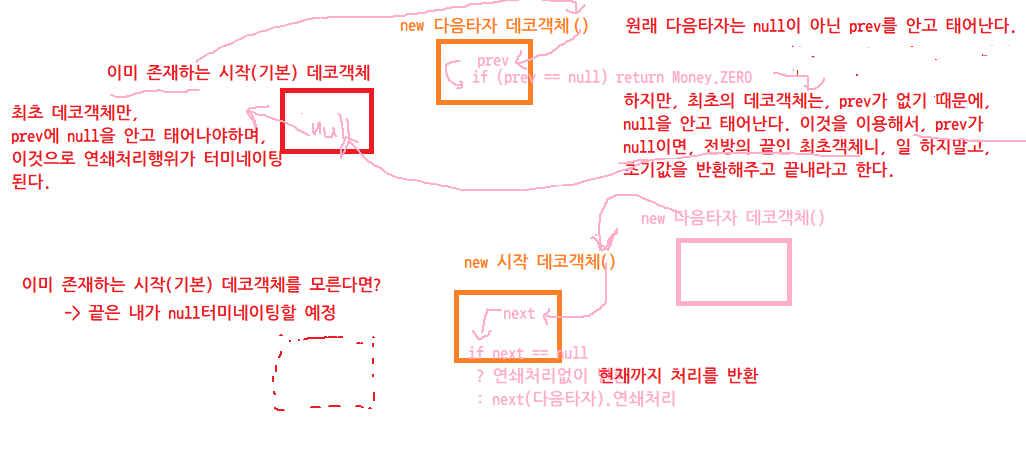 new 다음타자 데코객체()
원래 다음타자는 null이 아닌 prev를 안고 태어난다.
prev
if (prev == null) return Money.ZERO
이미 존재하는 시작(기본) 데코객체
최초 데코객체만,
prev에 null을 안고 태어나야하며,
이것으로 연쇄처리행위가 터미네이팅
된다.
null
하지만, 최초의 데코객체는, prev가 없기 때문에,
null을 안고 태어난다. 이것을 이용해서, prev가
null이면, 전방의 끝인 최초객체니, 일 하지말고,
초기값을 반환해주고 끝내라고 한다.
new 다음타자 데코객체()
new 시작 데코객체()
이미 존재하는 시작(기본) 데코객체를 모른다면?
-> 끝은 내가 null터미네이팅할 예정
next
if next == null
? 연쇄처리없이 현재까지 처리를 반환
: next(다음타자).연쇄처리